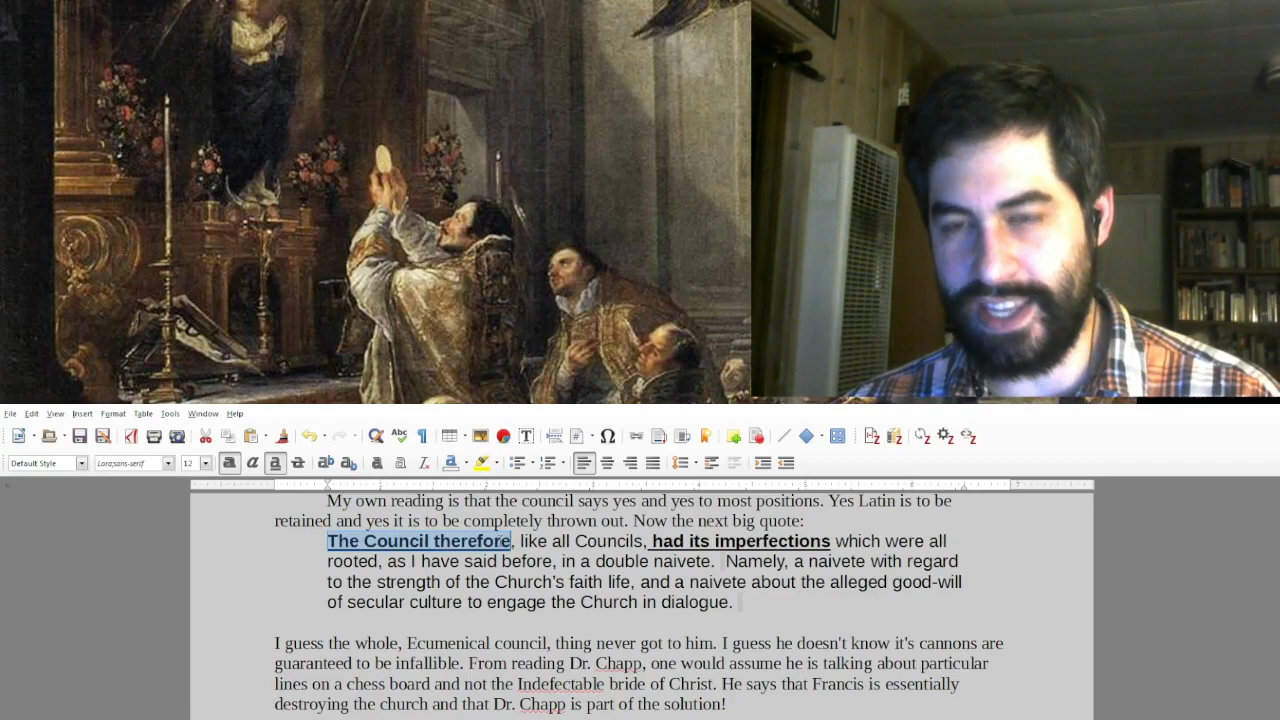 File Edit View Insert Format Table Tools Window Help
Default Style Lora;sans-serif 12
My own reading is that the council says yes and yes to most positions. Yes Latin is to be
retained and yes it is to be completely thrown out. Now the next big quote:
The Council therefore, like all Councils, had its imperfections which were all
rooted, as I have said before, in a double naivete. Namely, a naivete with regard
to the strength of the Church’s faith life, and a naivete about the alleged good-will
of secular culture to engage the Church in dialogue.
I guess the whole, Ecumenical council, thing never got to him. I guess he doesn't know it's cannons are
guaranteed to be infallible. From reading Dr. Chapp, one would assume he is talking about particular
lines on a chess board and not the Indefectable bride of Christ. He says that Francis is essentially
destroying the church and that Dr. Chapp is part of the solution!